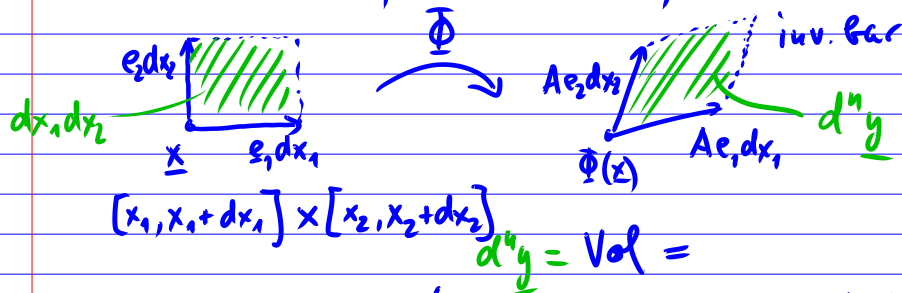 Φ
inv. bar
e₂dx₂
Ae₂dx₂
dx₁dx₂
dⁿy
x
e₁dx₁
Φ(x)
Ae₁dx₁
[x₁, x₁+dx₁] × [x₂, x₂+dx₂]
dⁿy = Vol =